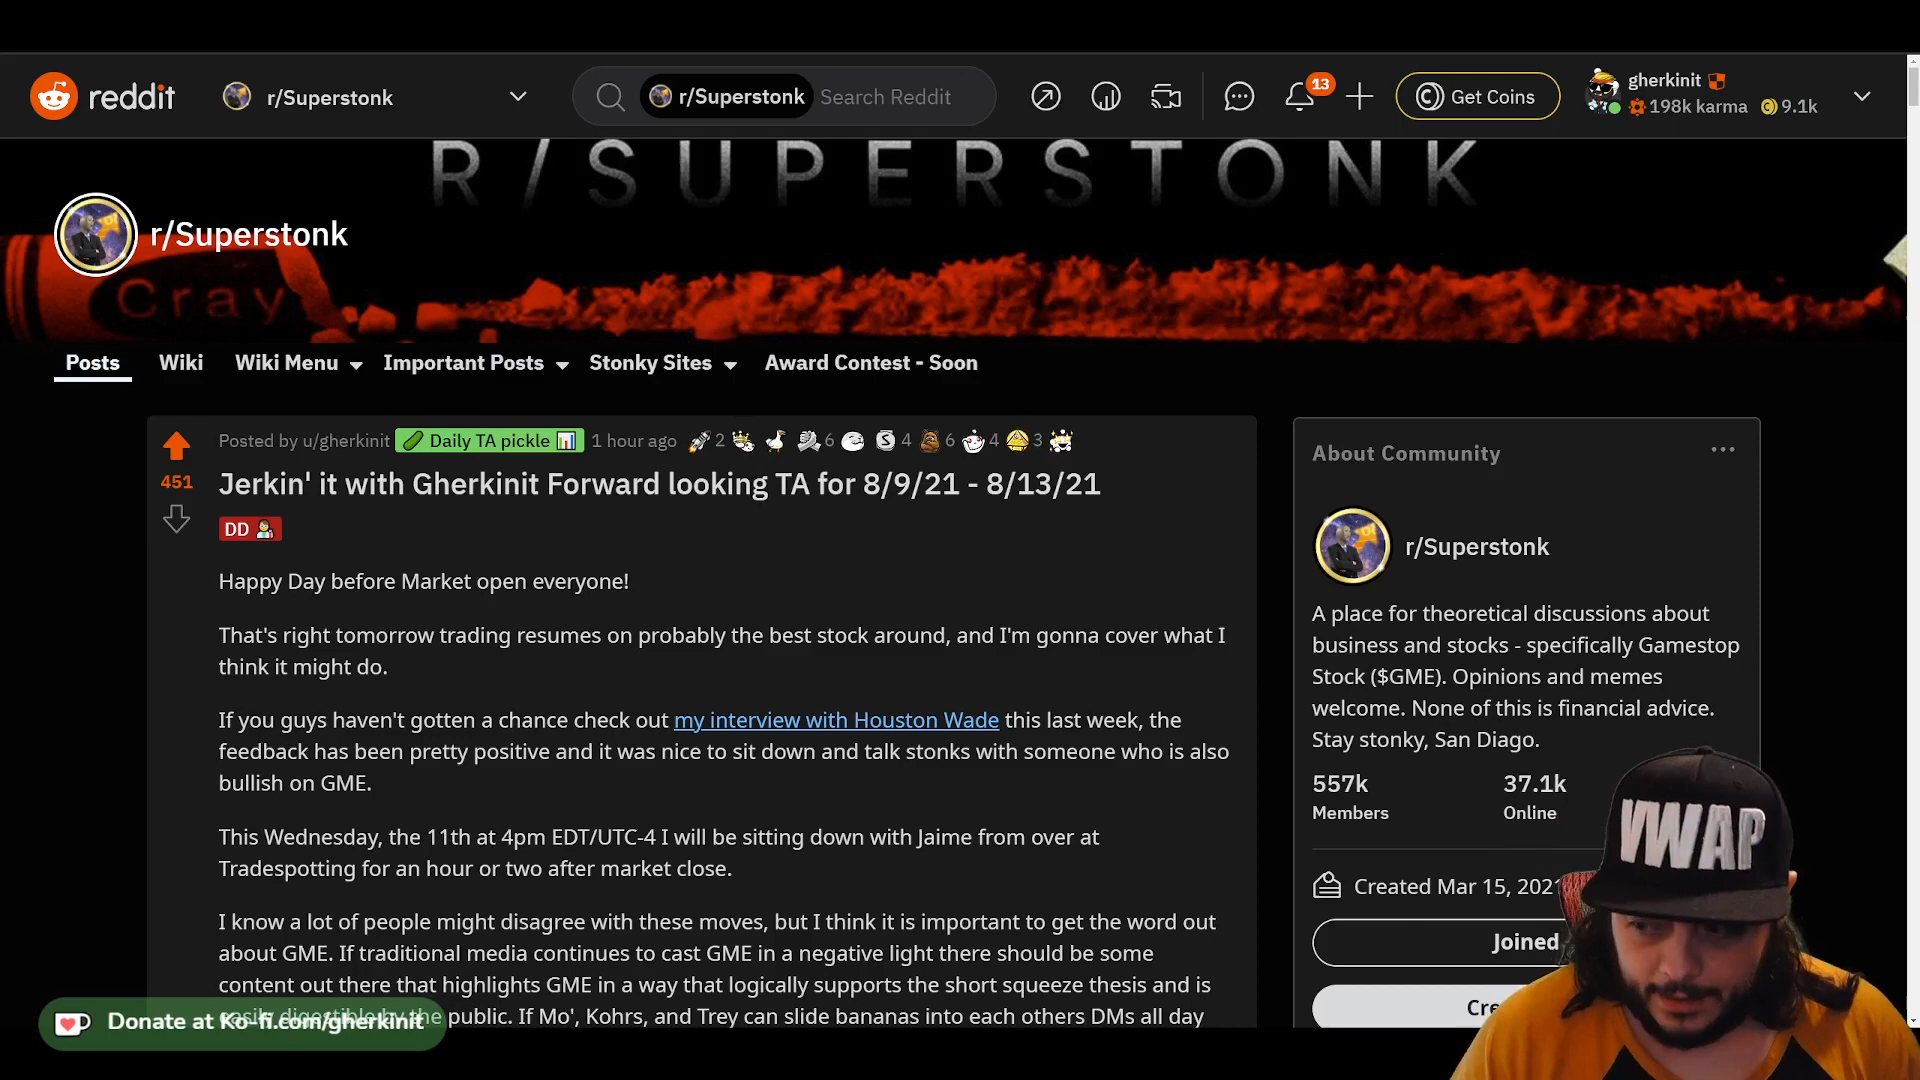 reddit
r/Superstonk
r/Superstonk Search Reddit
13
Get Coins
gherkinit
198k karma 9.1k
R/SUPERSTONK
r/Superstonk
Cray
Posts Wiki Wiki Menu Important Posts Stonky Sites Award Contest - Soon
Posted by u/gherkinit Daily TA pickle 1 hour ago 2 6 4 6 4 3
451
Jerkin' it with Gherkinit Forward looking TA for 8/9/21 - 8/13/21
DD
Happy Day before Market open everyone!
That's right tomorrow trading resumes on probably the best stock around, and I'm gonna cover what I
think it might do.
If you guys haven't gotten a chance check out my interview with Houston Wade this last week, the
feedback has been pretty positive and it was nice to sit down and talk stonks with someone who is also
bullish on GME.
This Wednesday, the 11th at 4pm EDT/UTC-4 I will be sitting down with Jaime from over at
Tradespotting for an hour or two after market close.
I know a lot of people might disagree with these moves, but I think it is important to get the word out
about GME. If traditional media continues to cast GME in a negative light there should be some
content out there that highlights GME in a way that logically supports the short squeeze thesis and is
easily digestible by the public. If Mo', Kohrs, and Trey can slide bananas into each others DMs all day
Donate at Ko-fi.com/gherkinit
About Community
r/Superstonk
A place for theoretical discussions about
business and stocks - specifically Gamestop
Stock ($GME). Opinions and memes
welcome. None of this is financial advice.
Stay stonky, San Diago.
557k 37.1k
Members Online
Created Mar 15, 2021
Joined
Cre
VWAP